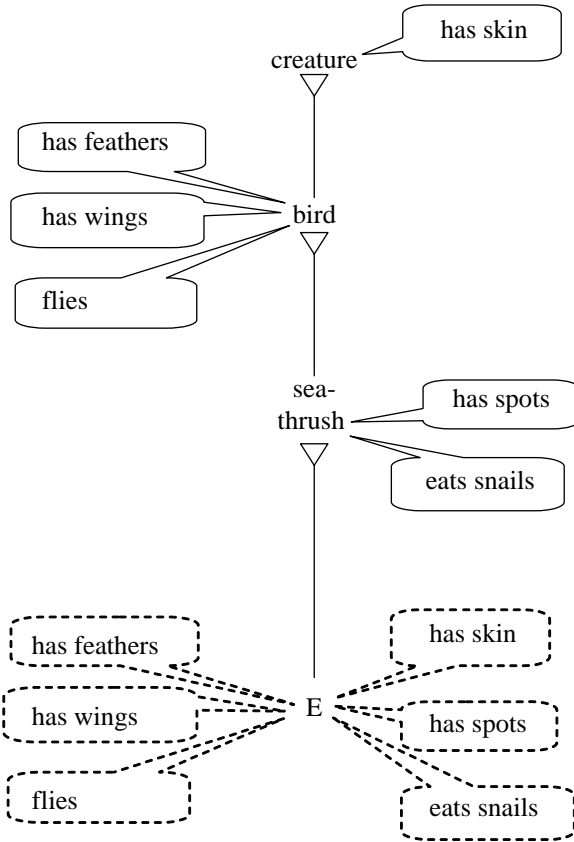 has skin
creature
has feathers
has wings
bird
flies
sea-
thrush
has spots
eats snails
has feathers
has skin
has wings
E
has spots
flies
eats snails